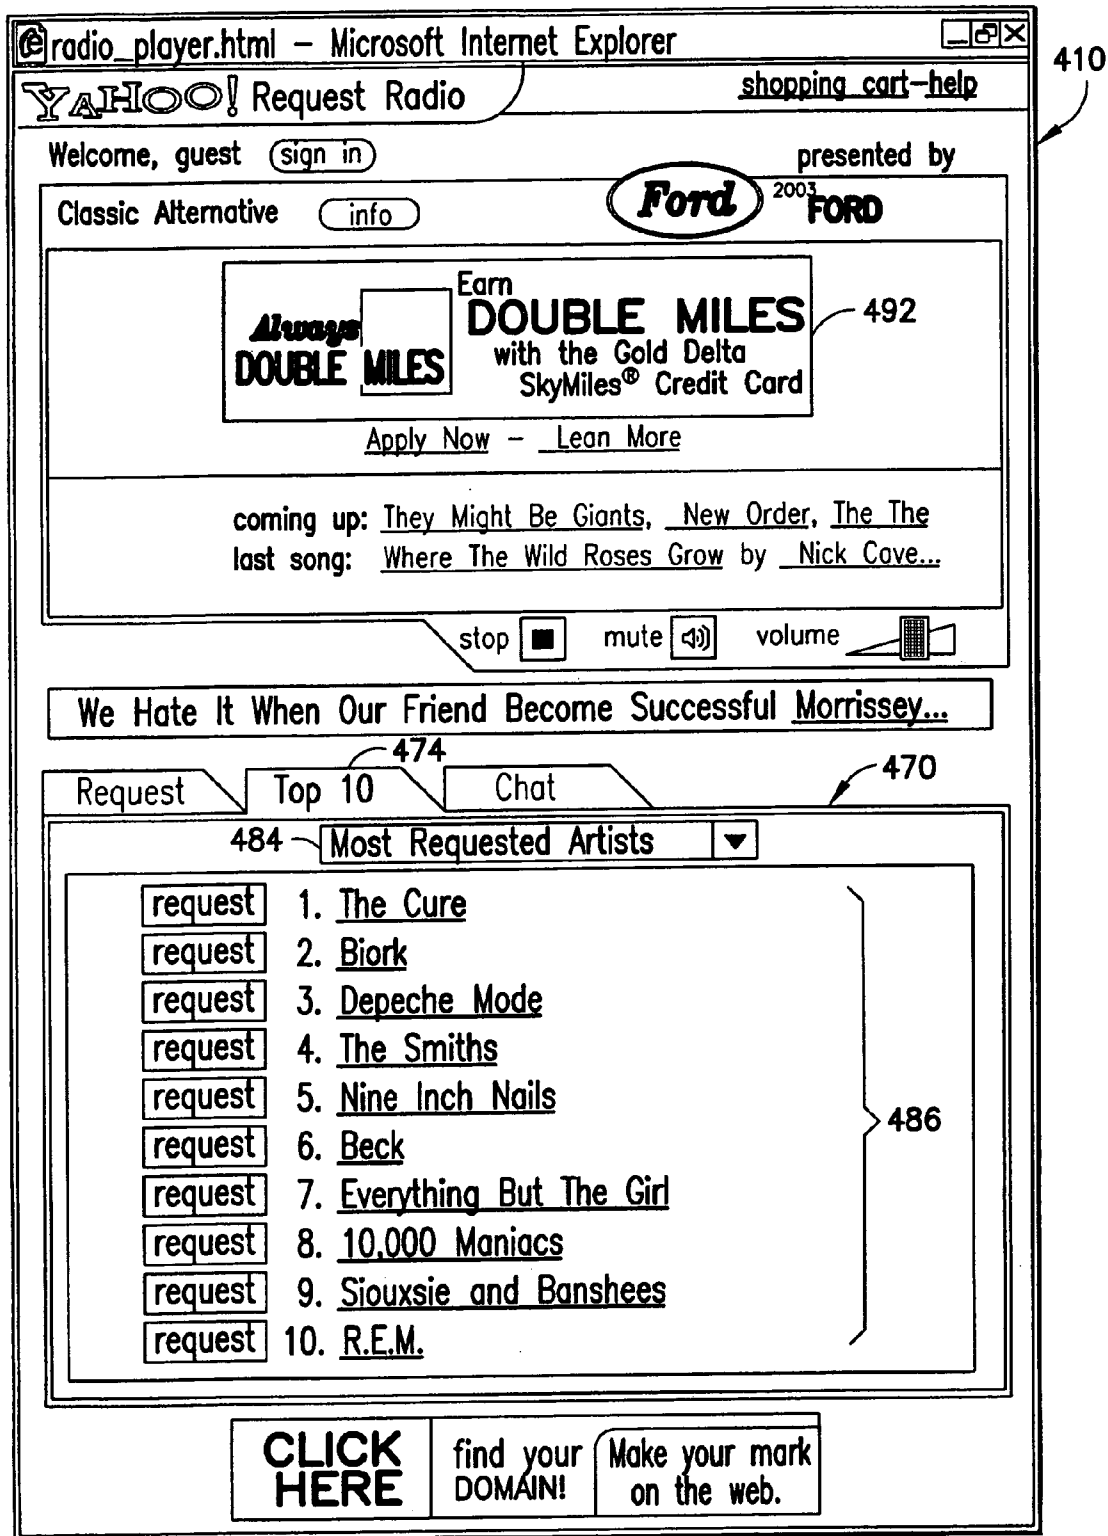 radio_player.html - Microsoft Internet Explorer
410
YAHOO! Request Radio
shopping cart-help
Welcome, guest sign in
presented by
Classic Alternative info
Ford 2003 FORD
Always DOUBLE MILES
Earn
DOUBLE MILES
with the Gold Delta
SkyMiles® Credit Card
492
Apply Now - Lean More
coming up: They Might Be Giants, New Order, The The
last song: Where The Wild Roses Grow by Nick Cave...
stop mute volume
We Hate It When Our Friend Become Successful Morrissey...
474
470
Request Top 10 Chat
484 Most Requested Artists
request 1. The Cure
request 2. Biork
request 3. Depeche Mode
request 4. The Smiths
request 5. Nine Inch Nails
request 6. Beck
request 7. Everything But The Girl
request 8. 10,000 Maniacs
request 9. Siouxsie and Banshees
request 10. R.E.M.
486
CLICK HERE
find your DOMAIN!
Make your mark
on the web.